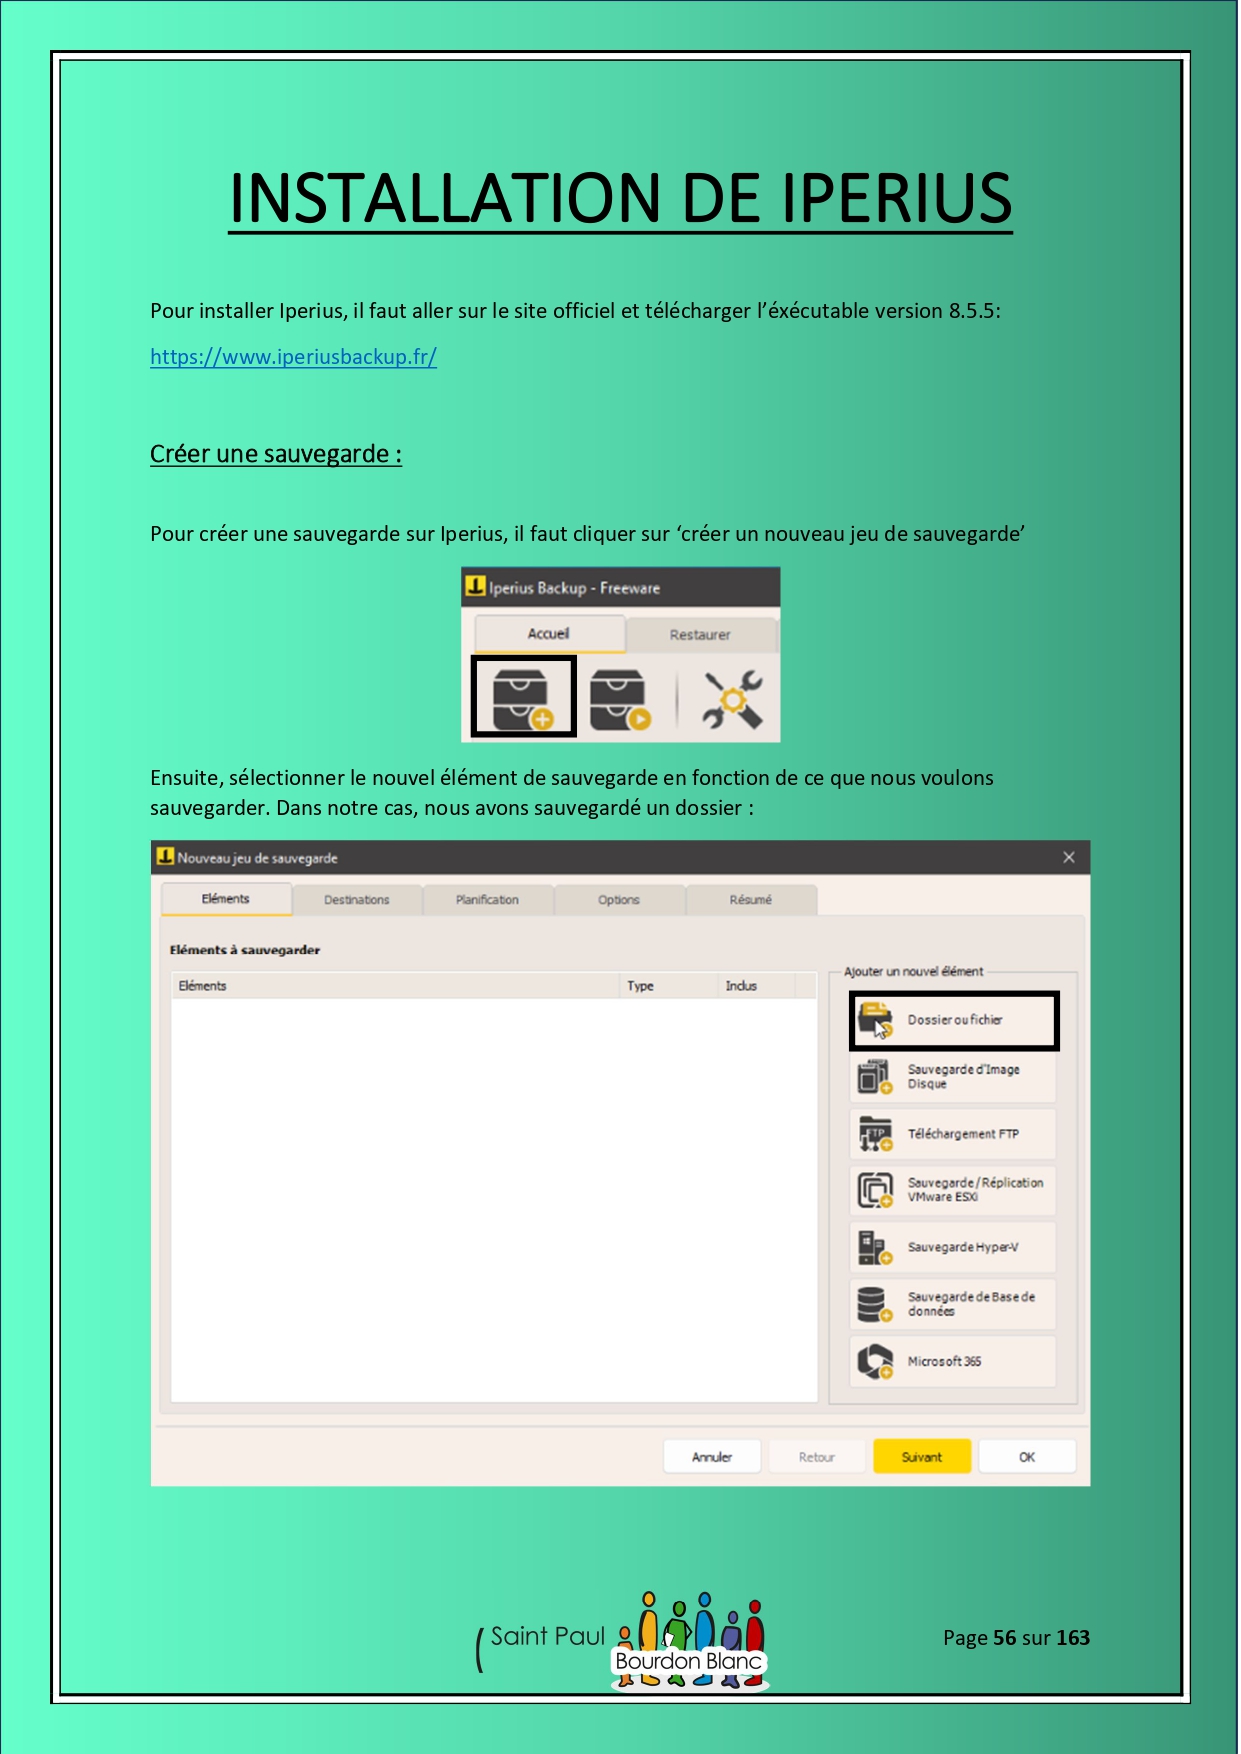 INSTALLATION DE IPERIUS
Pour installer Iperius, il faut aller sur le site officiel et télécharger l’éxécutable version 8.5.5:
https://www.iperiusbackup.fr/
Créer une sauvegarde :
Pour créer une sauvegarde sur Iperius, il faut cliquer sur ‘créer un nouveau jeu de sauvegarde’
Iperius Backup - Freeware
Accueil Restaurer
Ensuite, sélectionner le nouvel élément de sauvegarde en fonction de ce que nous voulons
sauvegarder. Dans notre cas, nous avons sauvegardé un dossier :
Nouveau jeu de sauvegarde
Eléments Destinations Planification Options Résumé
Eléments à sauvegarder
Eléments Type Inclus
Ajouter un nouvel élément
Dossier ou fichier
Sauvegarde d'Image
Disque
FTP
Téléchargement FTP
Sauvegarde / Réplication
VMware ESXi
Sauvegarde Hyper-V
Sauvegarde de Base de
données
Microsoft 365
Annuler Retour Suivant OK
Saint Paul
Bourdon Blanc
Page 56 sur 163